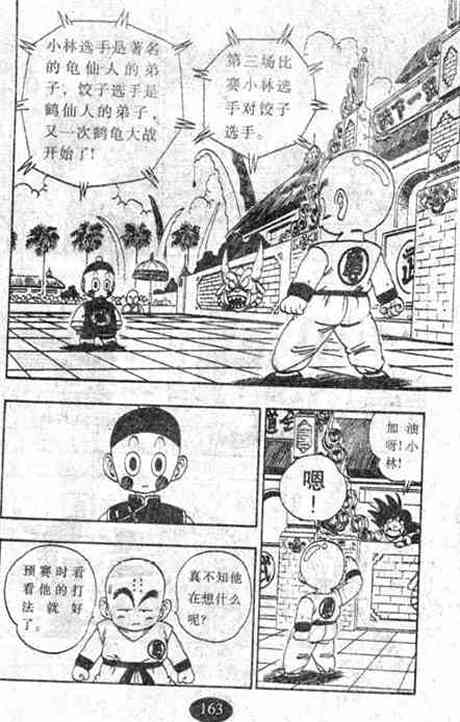 第三场比
赛小林选
手对饺子
选手。
小林选手是著名
的龟仙人的弟
子，饺子选手是
鹤仙人的弟子，
又一次鹤龟大战
开始了!
武
加油
呀!小
林!
嗯!
真不知他
在想什么
呢?
预赛时看
看他的打
法就好
了。
163